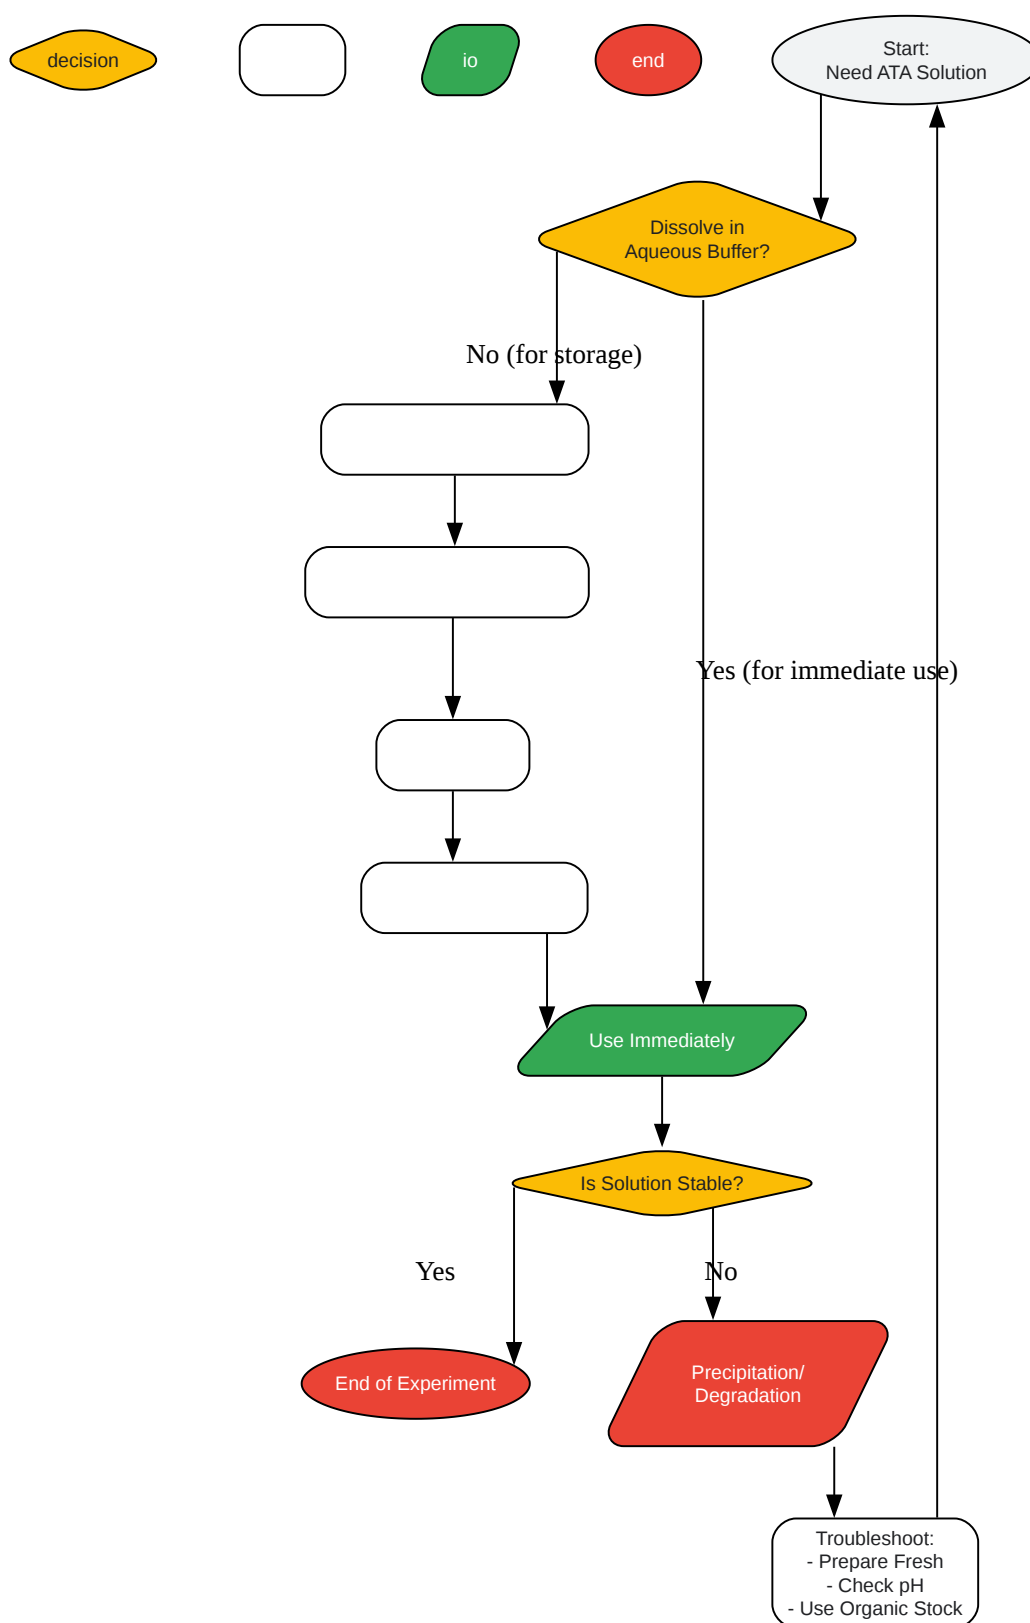 decision
io
end
Start:
Need ATA Solution
Dissolve in
Aqueous Buffer?
No (for storage)
Yes (for immediate use)
Use Immediately
Is Solution Stable?
Yes
No
End of Experiment
Precipitation/
Degradation
Troubleshoot:
- Prepare Fresh
- Check pH
- Use Organic Stock